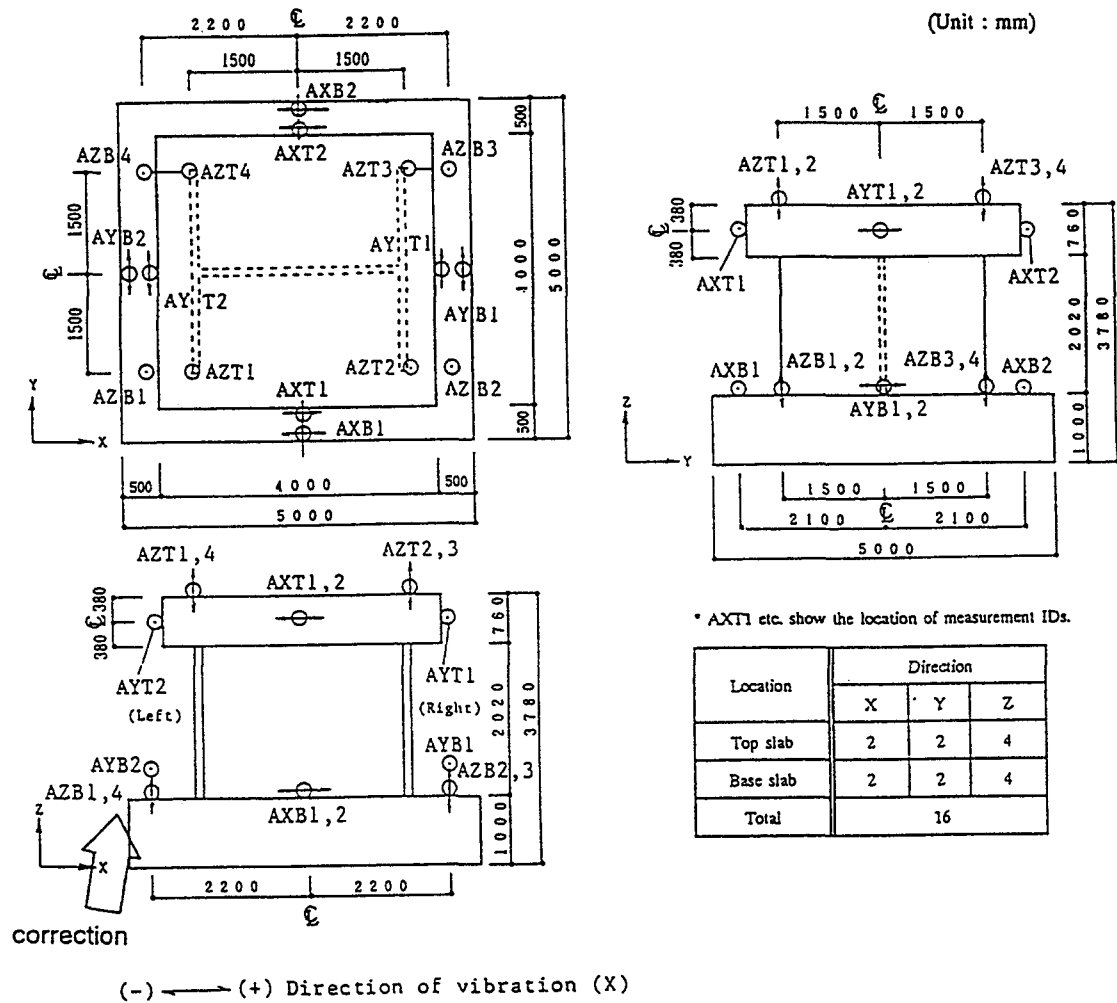 (Unit : mm)
℄
2200 2200
1500 1500
AXB2
AXT2
AZB4
AZT4
AZT3
AZB3
500
1500
AYB2
AYT1
℄
4000
5000
AYT2
AYB1
1500
AZT1
AZT2
AZB1
AXT1
AZB2
AXB1
500
Y
X
500 4000 500
5000
℄
1500 1500
AZT1,2
AZT3,4
AYT1,2
380
℄
380
760
AXT1
AXT2
2020
3780
AXB1
AZB1,2
AZB3,4
AXB2
AYB1,2
1000
Z
Y
1500 1500
℄
2100 2100
5000
AZT1,4
AZT2,3
AXT1,2
380
℄
380
760
AYT2
(Left)
AYT1
(Right)
2020
3780
AYB2
AYB1
AZB1,4
AZB2,3
AXB1,2
1000
Z
X
2200 2200
℄
correction
(-) (+) Direction of vibration (X)
* AXT1 etc. show the location of measurement IDs.
Location Direction
X Y Z
Top slab 2 2 4
Base slab 2 2 4
Total 16